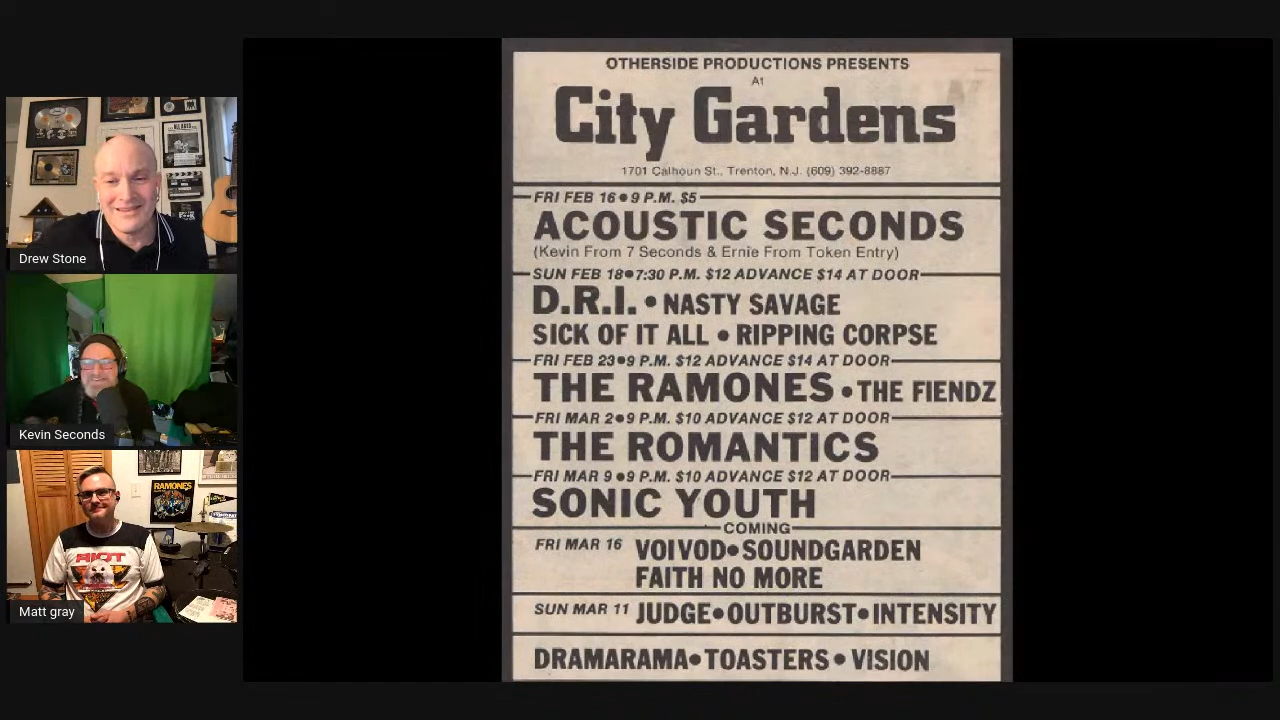 Drew Stone
Kevin Seconds
Matt gray
ALL AGES
RAMONES
RIOT
OTHERSIDE PRODUCTIONS PRESENTS
AT
City Gardens
1701 Calhoun St., Trenton, N.J. (609) 392-8887
FRI FEB 16•9 P.M. $5
ACOUSTIC SECONDS
(Kevin From 7 Seconds & Ernie From Token Entry)
SUN FEB 18•7:30 P.M. $12 ADVANCE $14 AT DOOR
D.R.I. • NASTY SAVAGE
SICK OF IT ALL • RIPPING CORPSE
FRI FEB 23•9 P.M. $12 ADVANCE $14 AT DOOR
THE RAMONES • THE FIENDZ
FRI MAR 2•9 P.M. $10 ADVANCE $12 AT DOOR
THE ROMANTICS
FRI MAR 9•9 P.M. $10 ADVANCE $12 AT DOOR
SONIC YOUTH
COMING
FRI MAR 16 VOIVOD•SOUNDGARDEN
FAITH NO MORE
SUN MAR 11 JUDGE•OUTBURST•INTENSITY
DRAMARAMA•TOASTERS•VISION